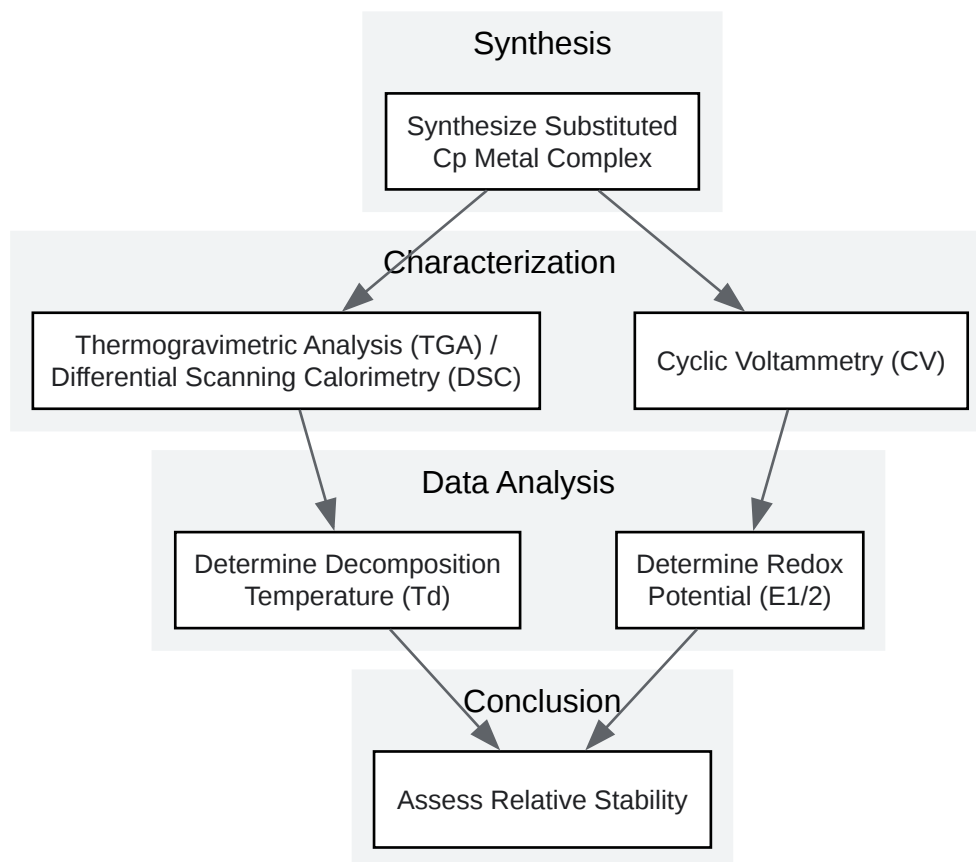 Synthesis
Synthesize Substituted
Cp Metal Complex
Characterization
Thermogravimetric Analysis (TGA) /
Differential Scanning Calorimetry (DSC)
Cyclic Voltammetry (CV)
Data Analysis
Determine Decomposition
Temperature (Td)
Determine Redox
Potential (E1/2)
Conclusion
Assess Relative Stability